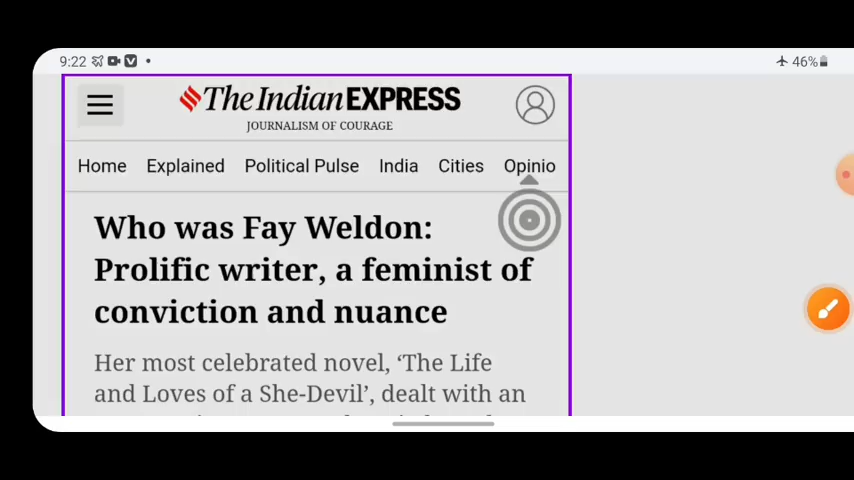 9:22
46%
The Indian EXPRESS
JOURNALISM OF COURAGE
Home Explained Political Pulse India Cities Opinio
Who was Fay Weldon:
Prolific writer, a feminist of
conviction and nuance
Her most celebrated novel, ‘The Life
and Loves of a She-Devil’, dealt with an